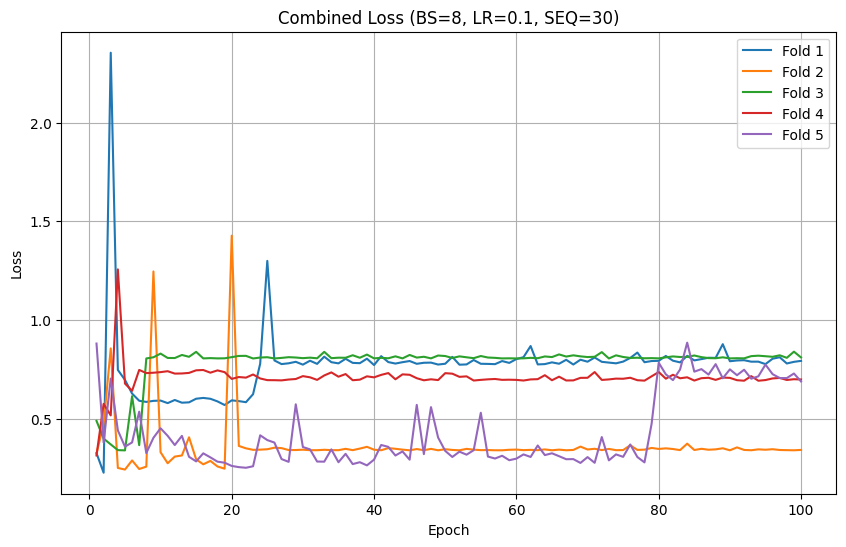 Combined Loss (BS=8, LR=0.1, SEQ=30)
Fold 1
Fold 2
Fold 3
Fold 4
Fold 5
2.0
1.5
1.0
0.5
Loss
0
20
40
60
80
100
Epoch